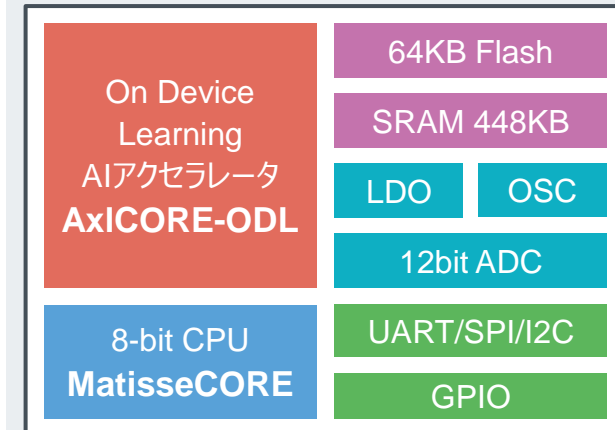 On Device
Learning
AIアクセラレータ
AxlCORE-ODL
8-bit CPU
MatisseCORE
64KB Flash
SRAM 448KB
LDO
OSC
12bit ADC
UART/SPI/I2C
GPIO